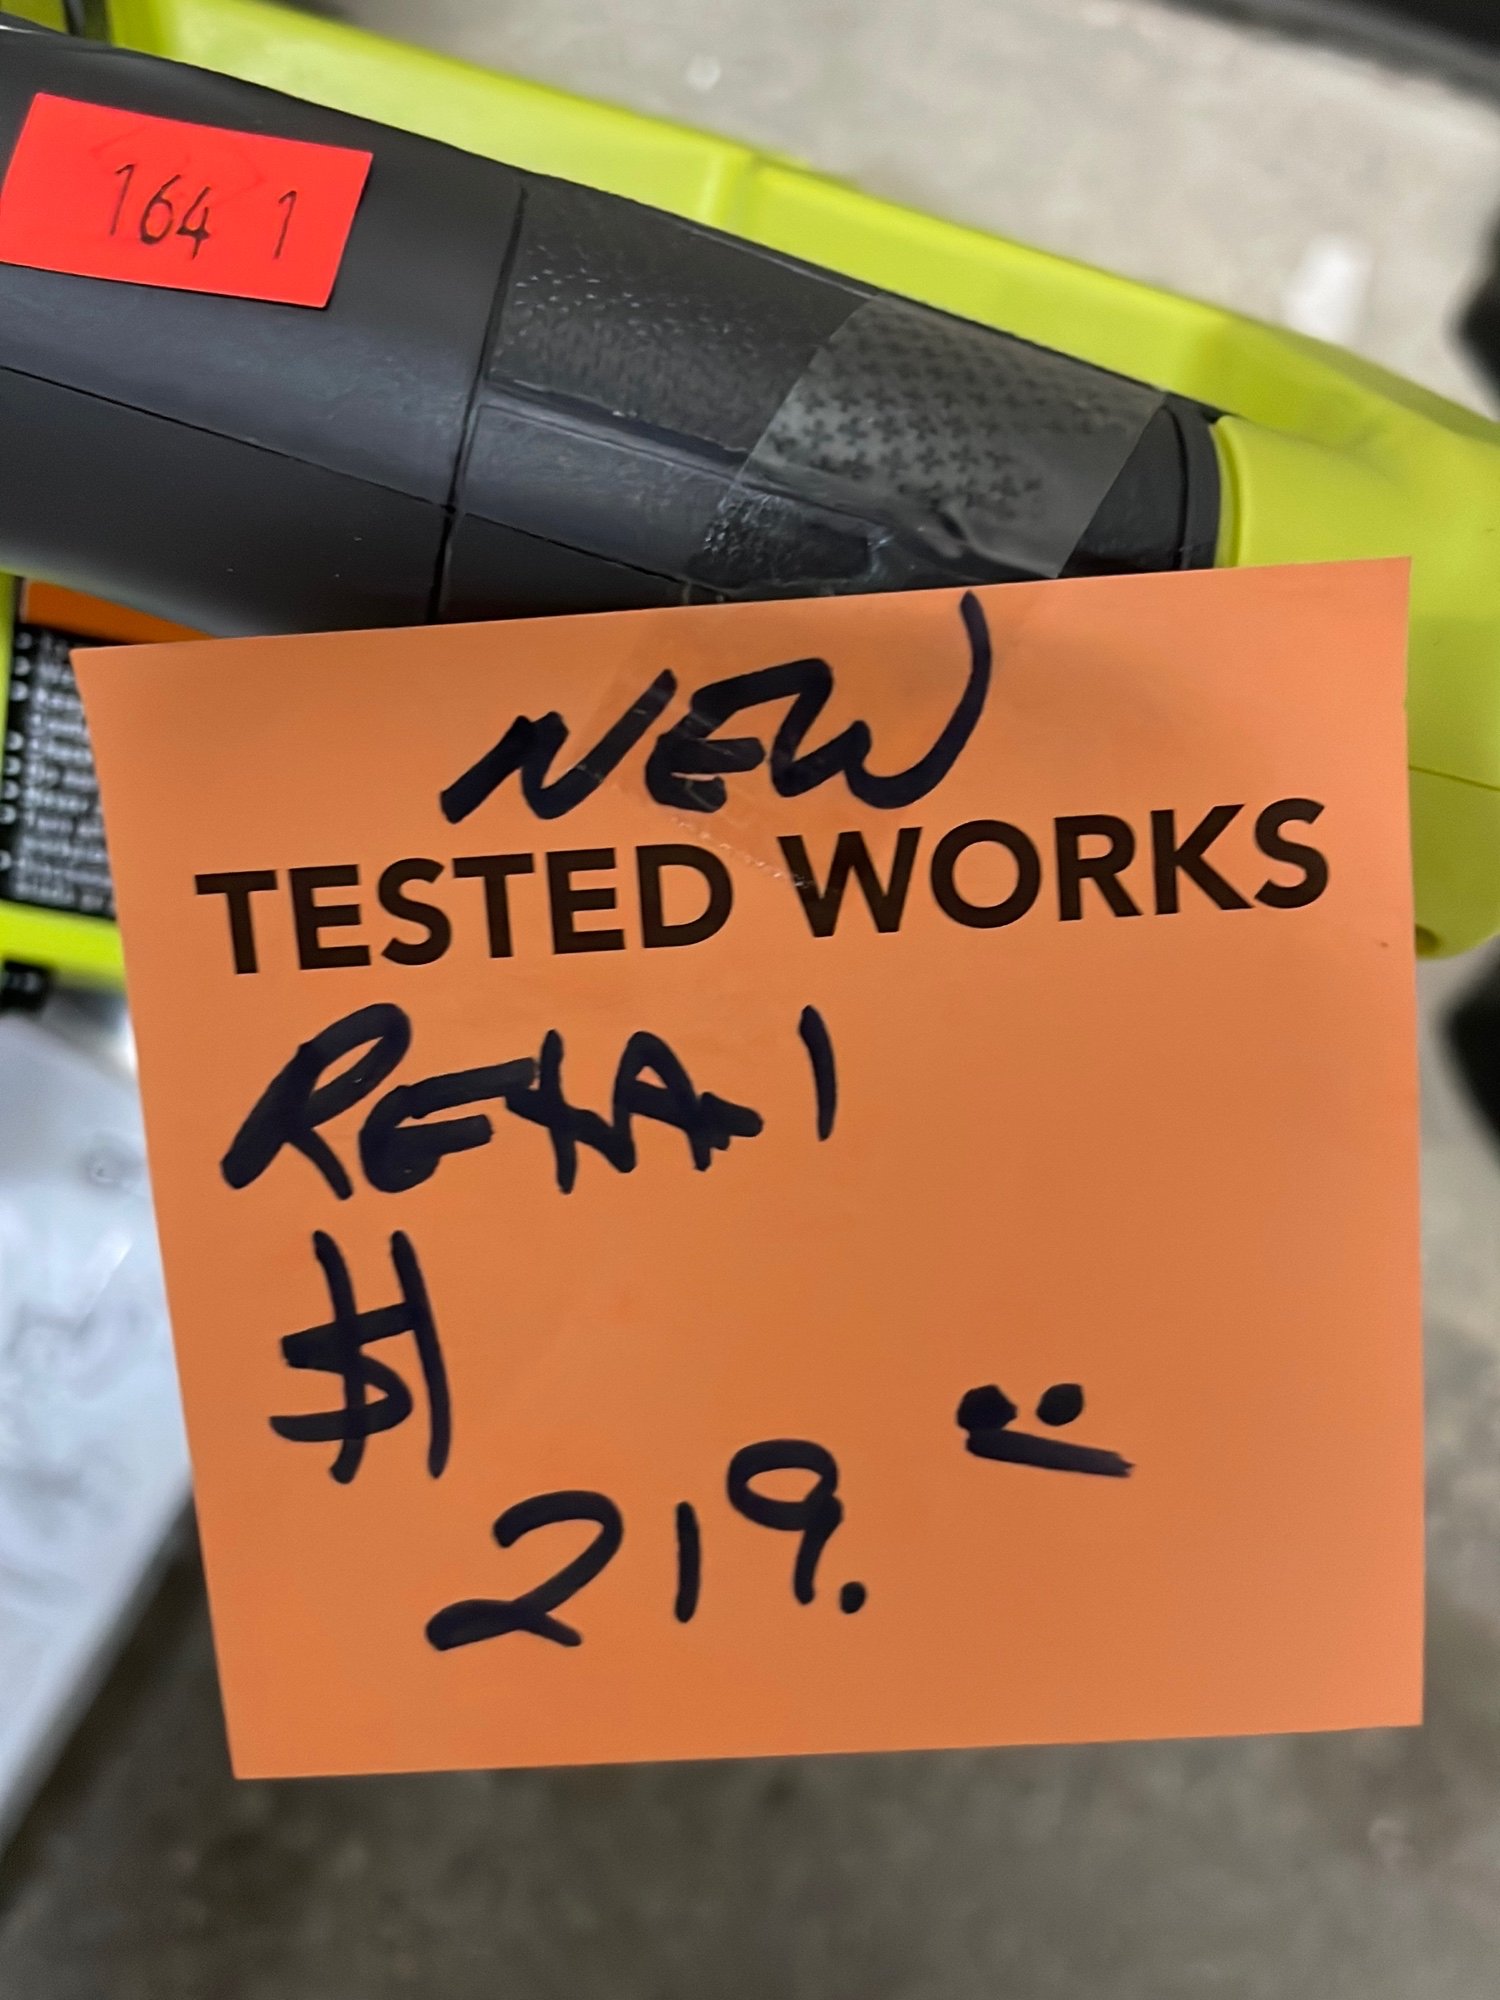 164 1
NEW
TESTED WORKS
RETAIL
$
219.00